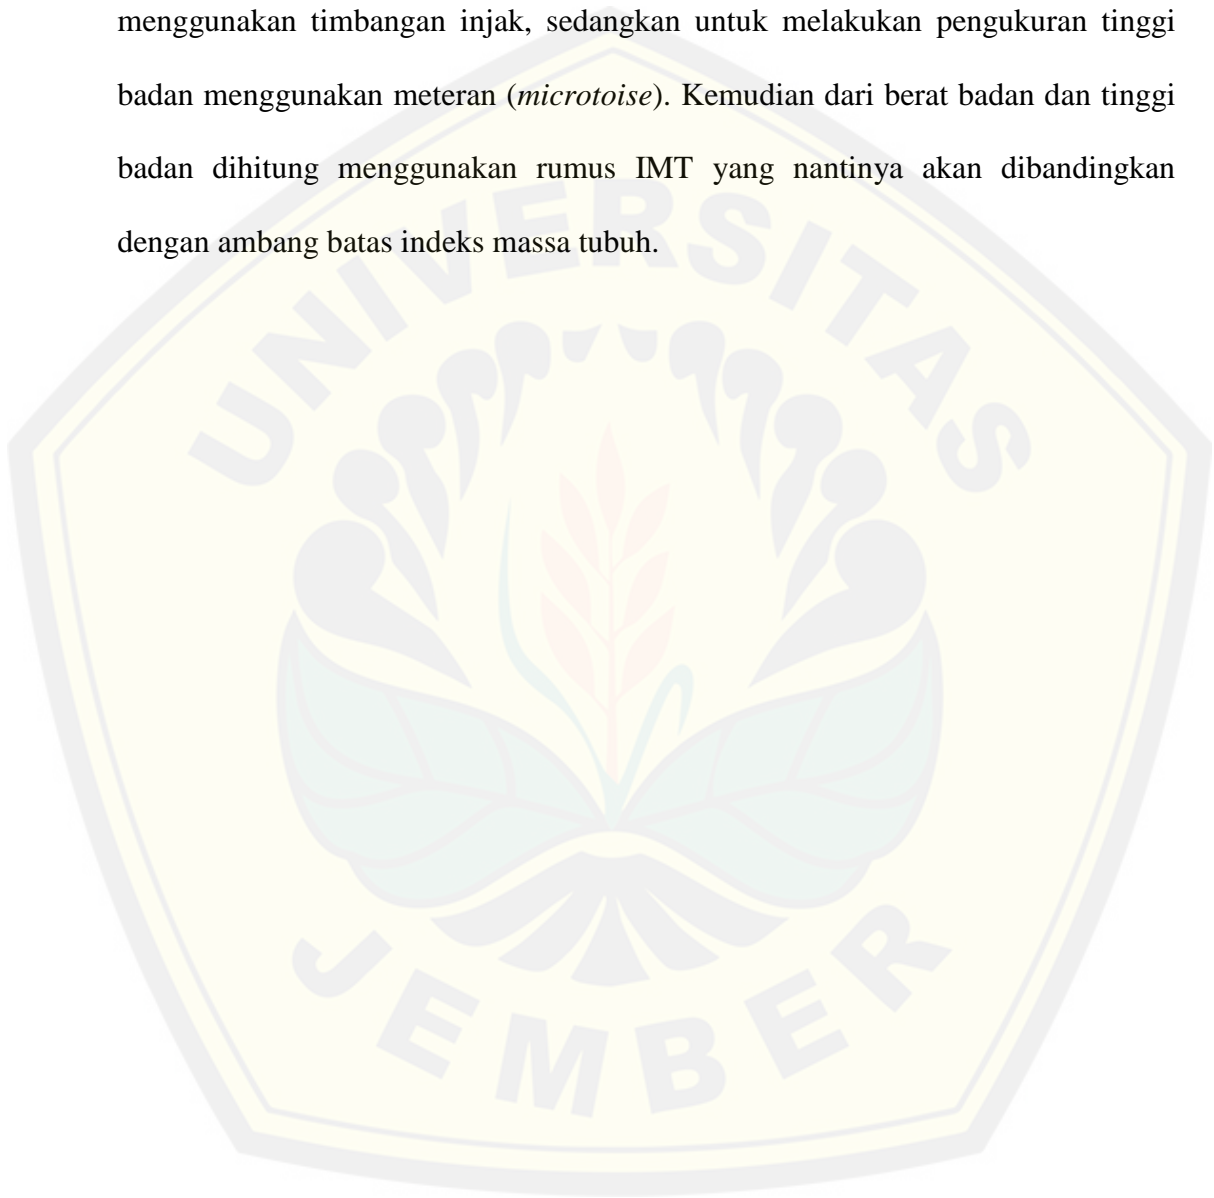 menggunakan timbangan injak, sedangkan untuk melakukan pengukuran tinggi
badan menggunakan meteran (microtoise). Kemudian dari berat badan dan tinggi
badan dihitung menggunakan rumus IMT yang nantinya akan dibandingkan
dengan ambang batas indeks massa tubuh.
UNIVERSITAS
JEMBER